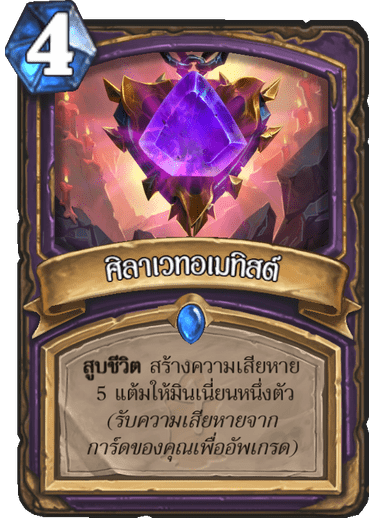 4
ศิลาเวทอเมทิสต์
สูบชีวิต สร้างความเสียหาย
5 แต้มให้มินเนี่ยนหนึ่งตัว
(รับความเสียหายจาก
การ์ดของคุณเพื่ออัพเกรด)